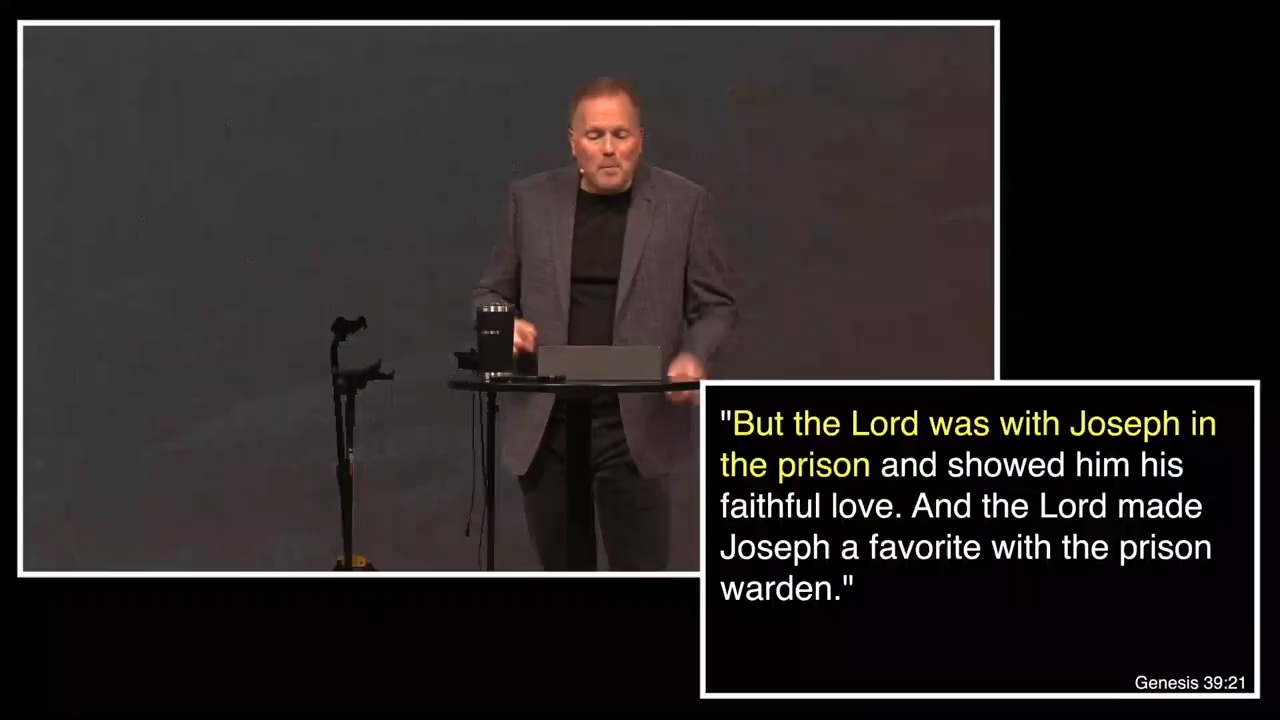 "But the Lord was with Joseph in
the prison and showed him his
faithful love. And the Lord made
Joseph a favorite with the prison
warden."
Genesis 39:21